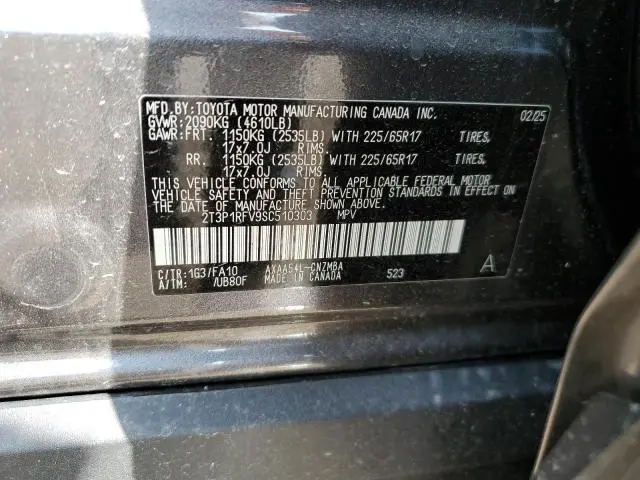 MFD.BY:TOYOTA MOTOR MANUFACTURING CANADA INC. 02/25
GVWR:2090KG (4610LB)
GAWR:FRT. 1150KG (2535LB) WITH 225/65R17 TIRES,
17x7.0J RIMS.
RR. 1150KG (2535LB) WITH 225/65R17 TIRES,
17x7.0J RIMS.
THIS VEHICLE CONFORMS TO ALL APPLICABLE FEDERAL MOTOR
VEHICLE SAFETY AND THEFT PREVENTION STANDARDS IN EFFECT ON
THE DATE OF MANUFACTURE SHOWN ABOVE.
2T3P1RFV9SC510303 MPV
C/TR:1G3/FA10 AXAA54L-CNZMBA 523 A
A/TM: /UB80F MADE IN CANADA